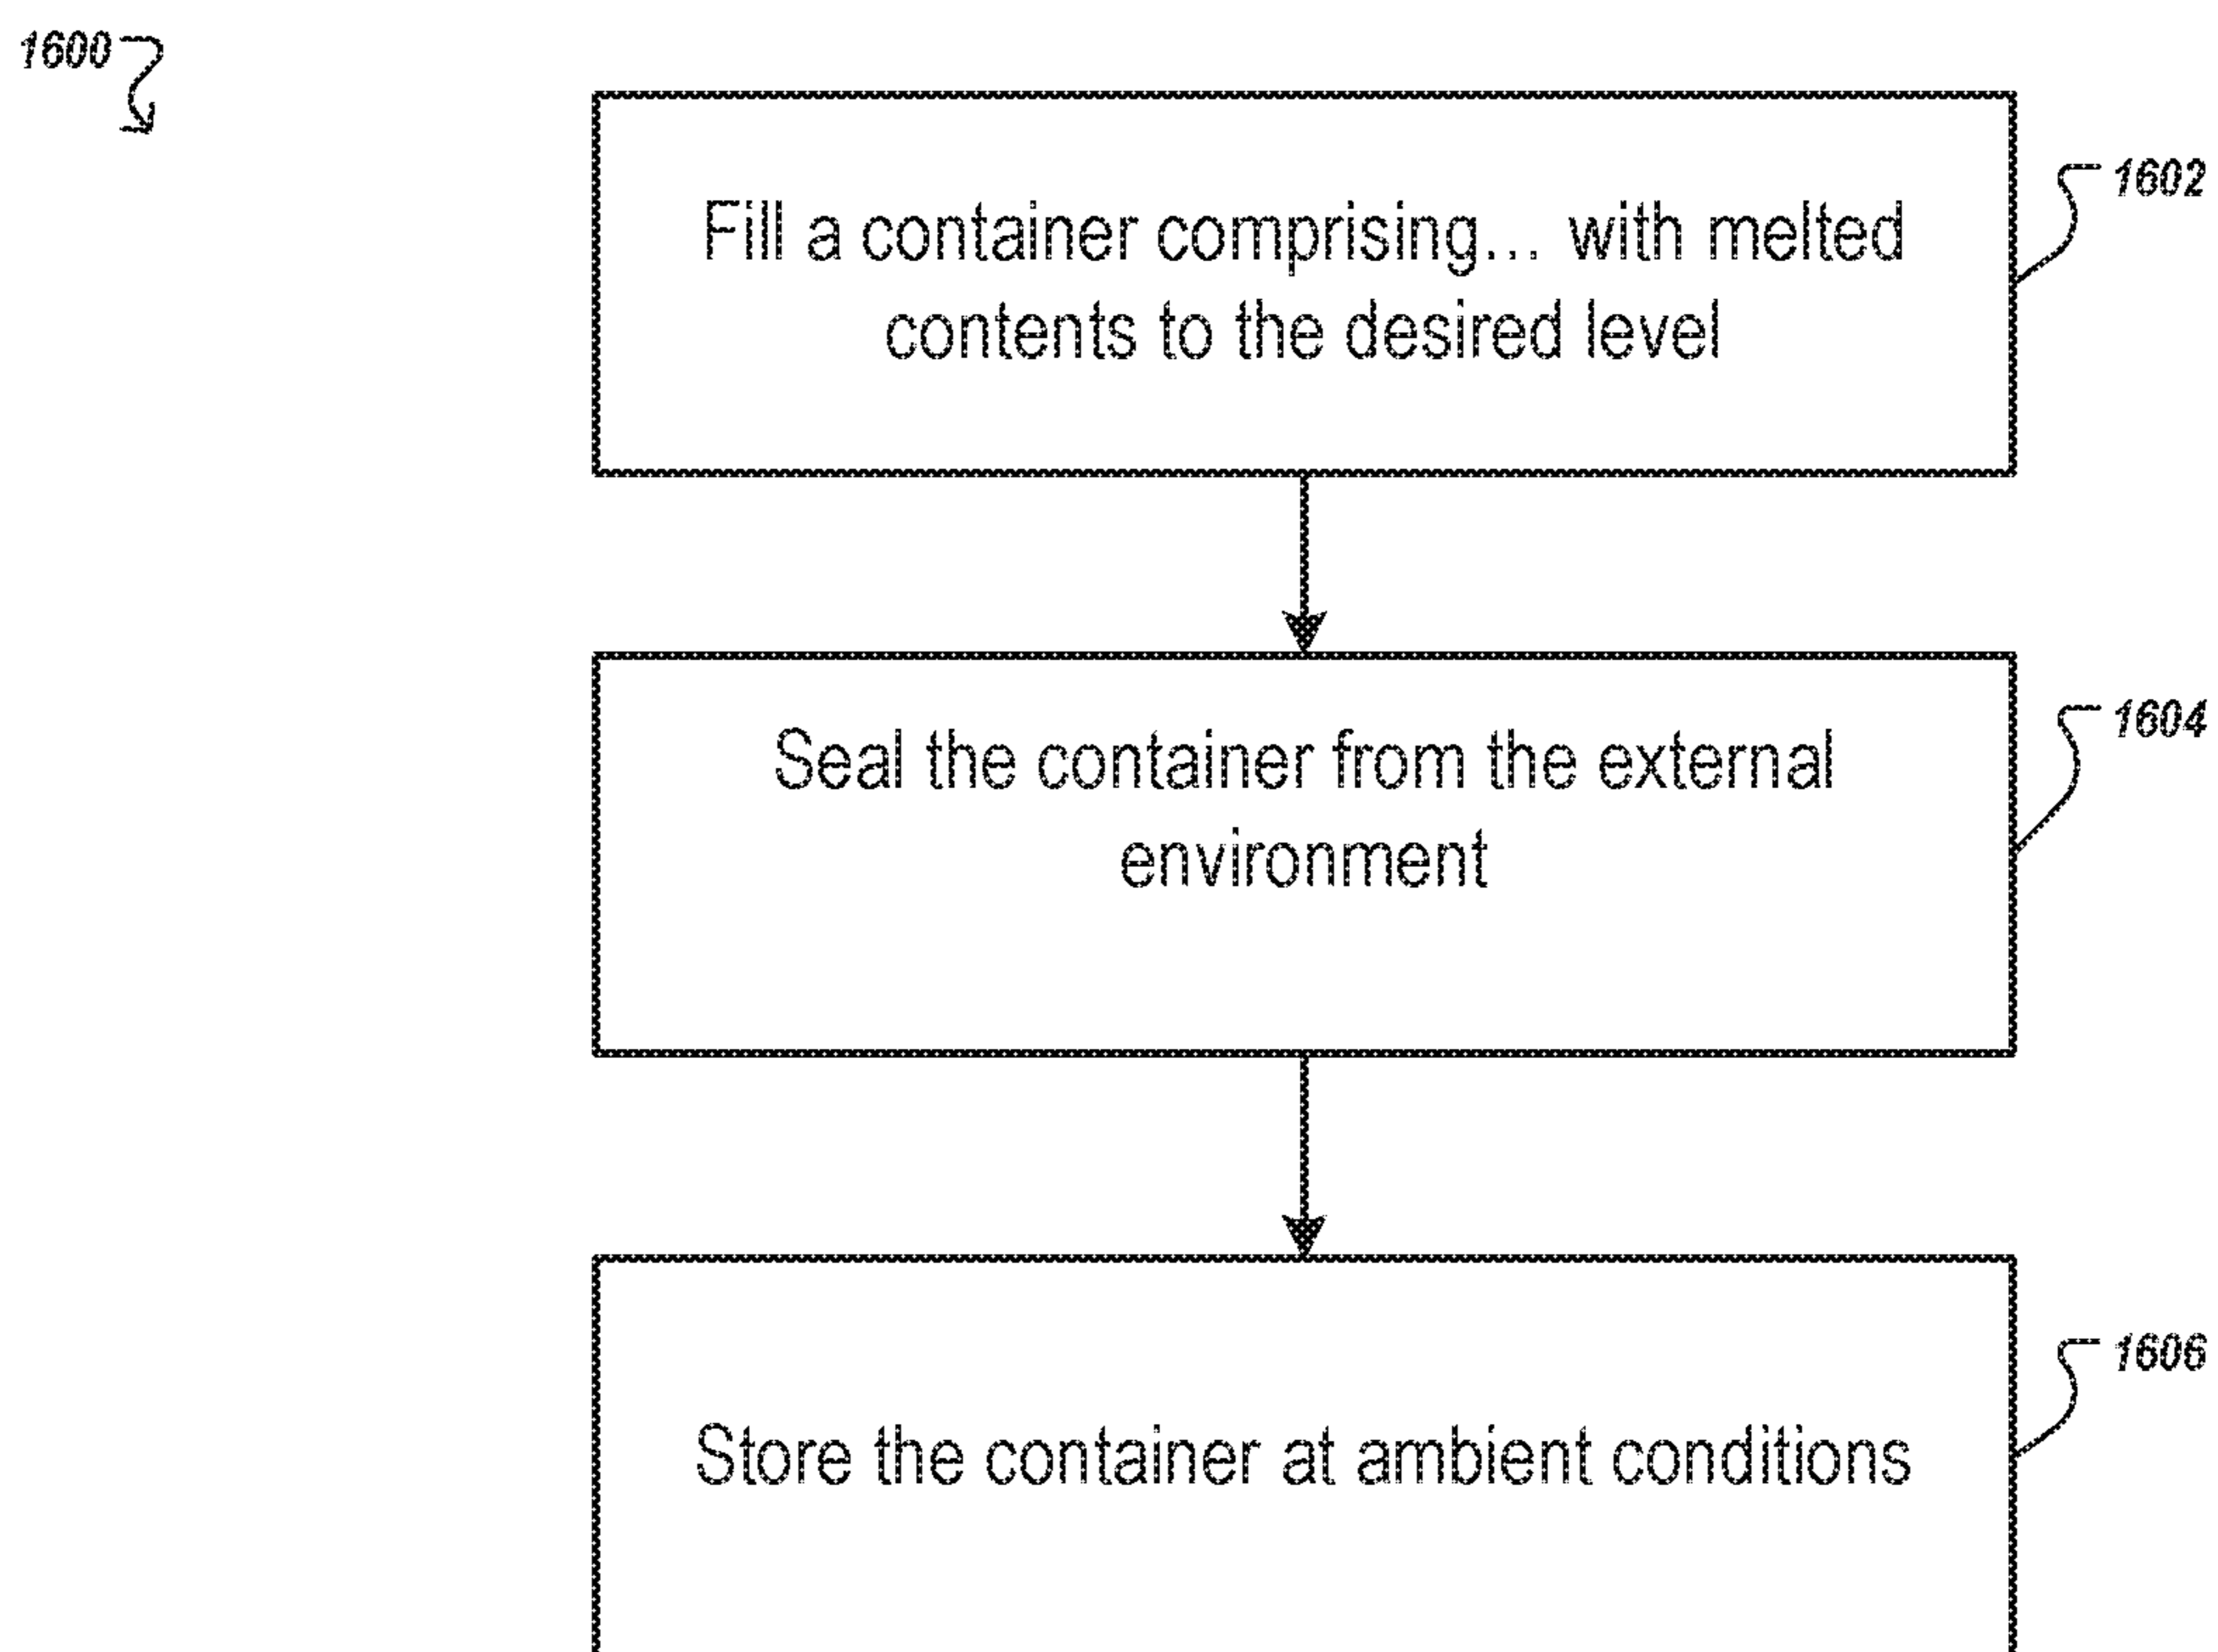 1600
Fill a container comprising... with melted
contents to the desired level
1602
Seal the container from the external
environment
1604
Store the container at ambient conditions
1606